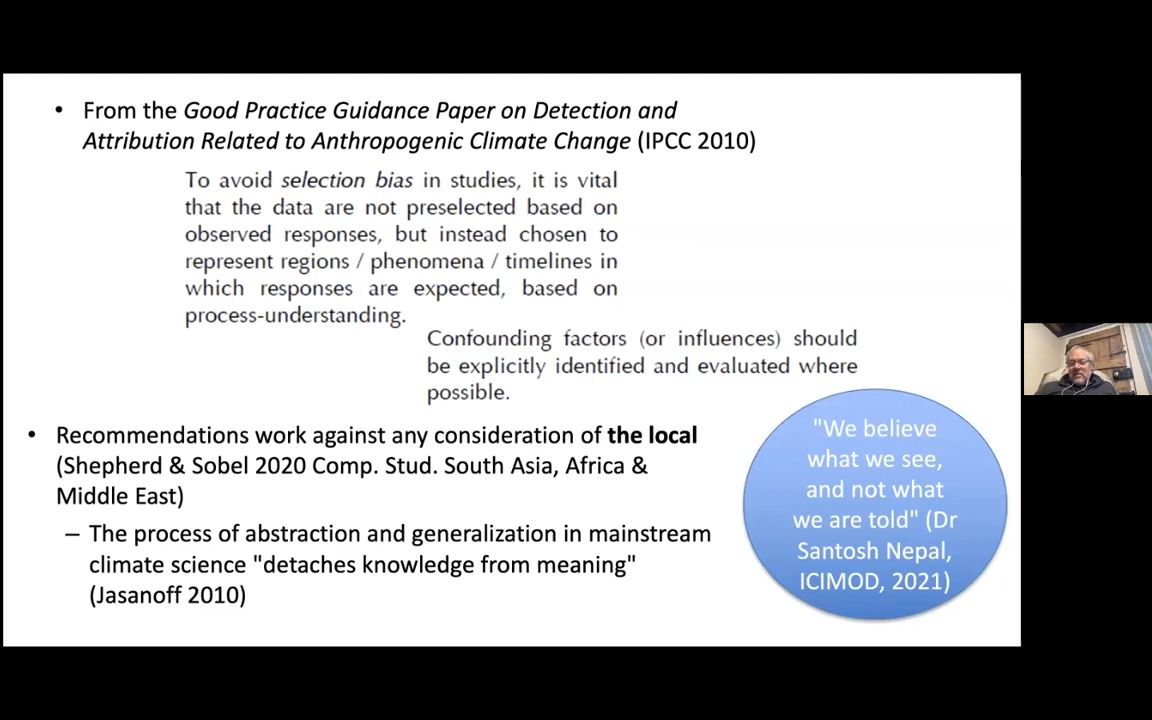 • From the Good Practice Guidance Paper on Detection and
Attribution Related to Anthropogenic Climate Change (IPCC 2010)
To avoid selection bias in studies, it is vital
that the data are not preselected based on
observed responses, but instead chosen to
represent regions / phenomena / timelines in
which responses are expected, based on
process-understanding.
Confounding factors (or influences) should
be explicitly identified and evaluated where
possible.
• Recommendations work against any consideration of the local
(Shepherd & Sobel 2020 Comp. Stud. South Asia, Africa &
Middle East)
– The process of abstraction and generalization in mainstream
climate science "detaches knowledge from meaning"
(Jasanoff 2010)
"We believe
what we see,
and not what
we are told" (Dr
Santosh Nepal,
ICIMOD, 2021)